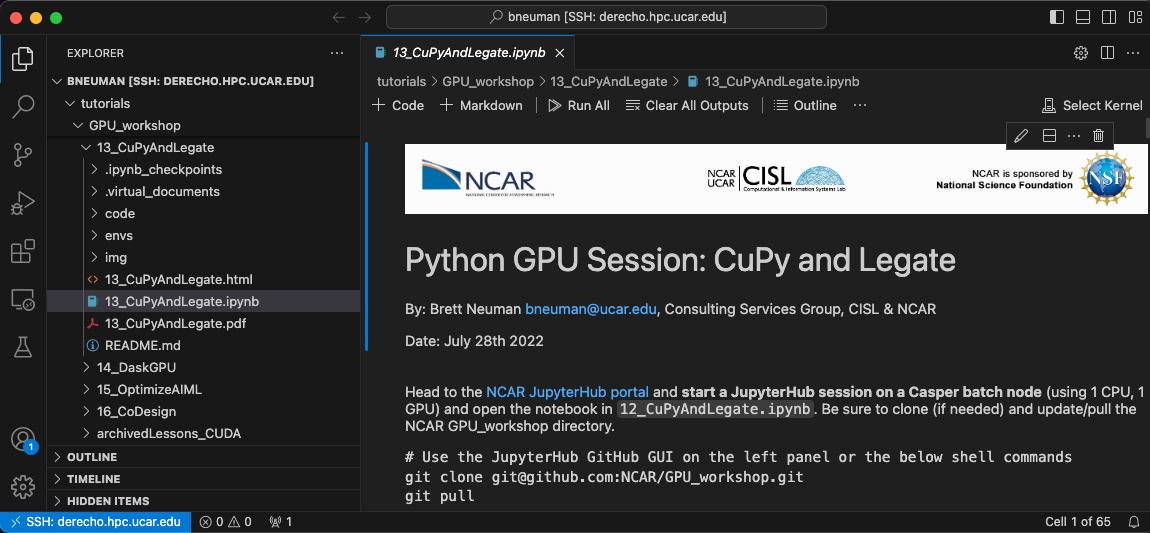 bneuman [SSH: derecho.hpc.ucar.edu]
EXPLORER
BNEUMAN [SSH: DERECHO.HPC.UCAR.EDU]
tutorials
GPU_workshop
13_CuPyAndLegate
.ipynb_checkpoints
.virtual_documents
code
envs
img
13_CuPyAndLegate.html
13_CuPyAndLegate.ipynb
13_CuPyAndLegate.pdf
README.md
14_DaskGPU
15_OptimizeAIML
16_CoDesign
archivedLessons_CUDA
OUTLINE
TIMELINE
HIDDEN ITEMS
1
13_CuPyAndLegate.ipynb
tutorials > GPU_workshop > 13_CuPyAndLegate > 13_CuPyAndLegate.ipynb
+ Code + Markdown Run All Clear All Outputs Outline ... Select Kernel
NCAR
NATIONAL CENTER FOR ATMOSPHERIC RESEARCH
NCAR
UCAR
CISL
Computational & Information Systems Lab
NCAR is sponsored by
National Science Foundation
NSF
Python GPU Session: CuPy and Legate
By: Brett Neuman bneuman@ucar.edu, Consulting Services Group, CISL & NCAR
Date: July 28th 2022
Head to the NCAR JupyterHub portal and start a JupyterHub session on a Casper batch node (using 1 CPU, 1
GPU) and open the notebook in 12_CuPyAndLegate.ipynb. Be sure to clone (if needed) and update/pull the
NCAR GPU_workshop directory.
# Use the JupyterHub GitHub GUI on the left panel or the below shell commands
git clone git@github.com:NCAR/GPU_workshop.git
git pull
SSH: derecho.hpc.ucar.edu 0 0 1 Cell 1 of 65